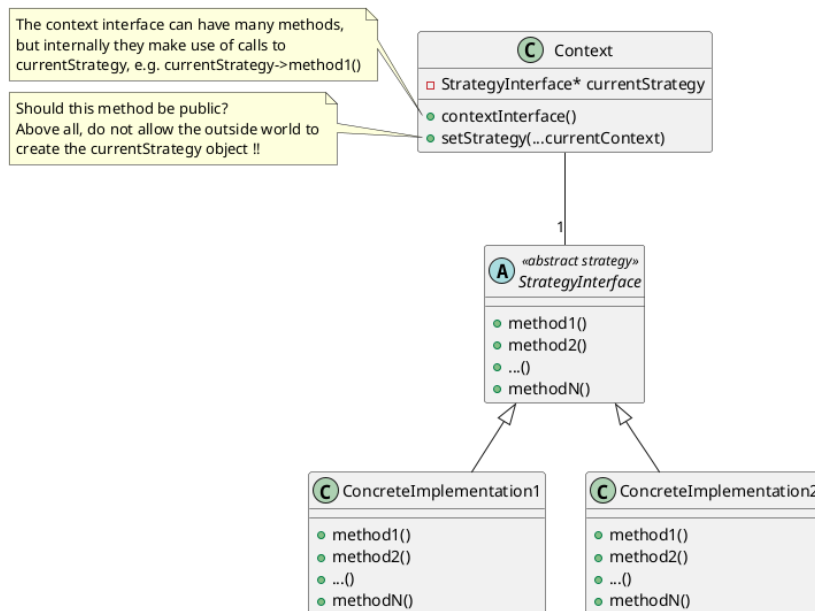 The context interface can have many methods,
but internally they make use of calls to
currentStrategy, e.g. currentStrategy->method1()
Should this method be public?
Above all, do not allow the outside world to
create the currentStrategy object !!
C Context
StrategyInterface* currentStrategy
contextInterface()
setStrategy(...currentContext)
1
«abstract strategy»
A StrategyInterface
method1()
method2()
...()
methodN()
C ConcreteImplementation1
method1()
method2()
...()
methodN()
C ConcreteImplementation2
method1()
method2()
...()
methodN()